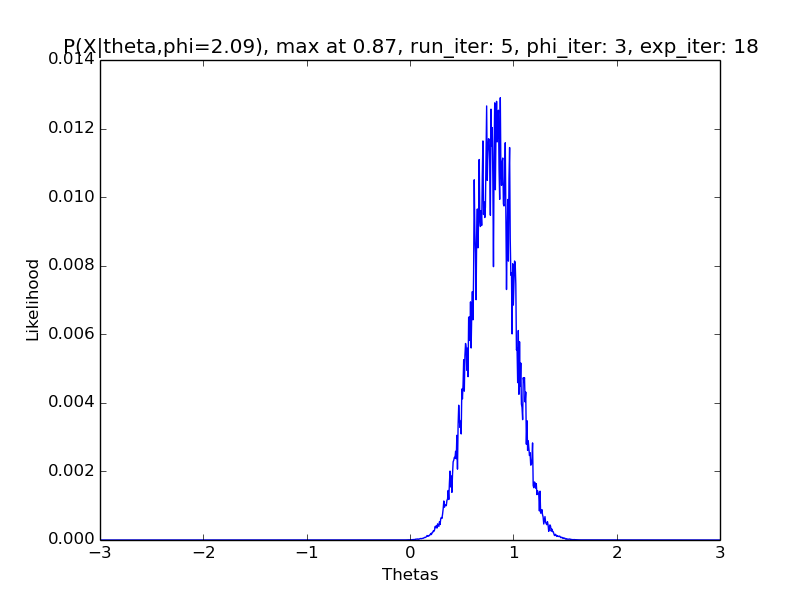 P(X|theta,phi=2.09), max at 0.87, run_iter: 5, phi_iter: 3, exp_iter: 18
0.014
0.012
0.010
0.008
0.006
0.004
0.002
0.000
Likelihood
−3 −2 −1 0 1 2 3
Thetas